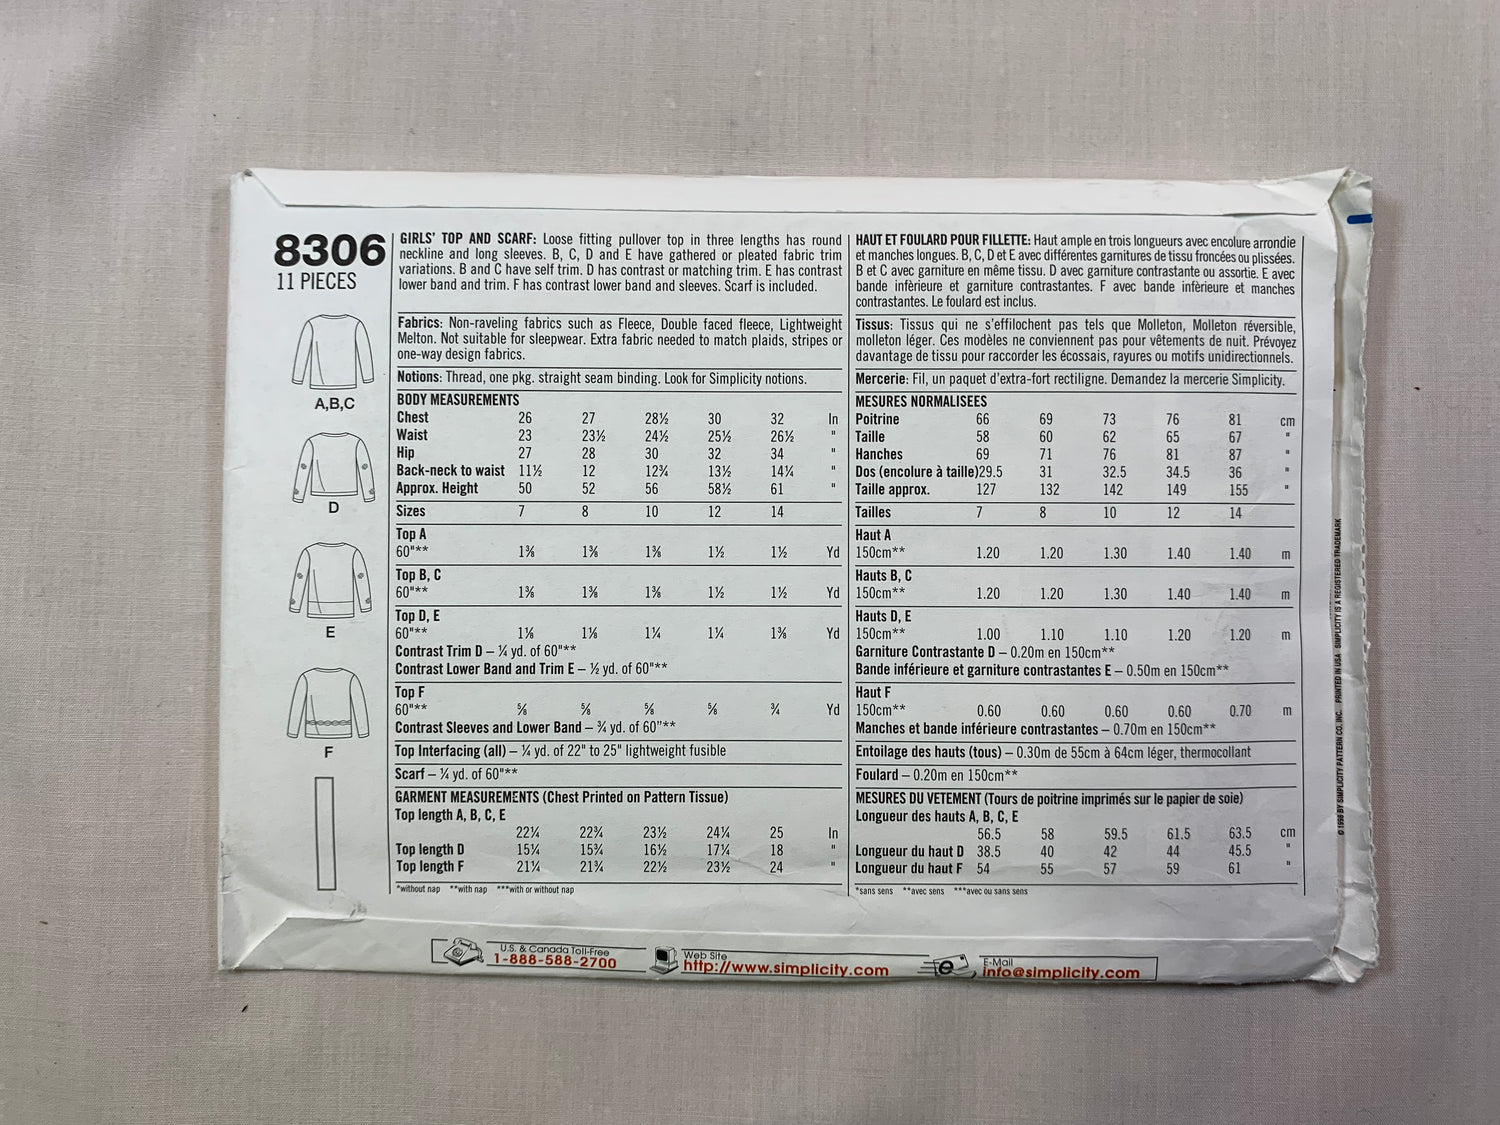 8306
11 PIECES
A,B,C
D
E
F
GIRLS' TOP AND SCARF: Loose fitting pullover top in three lengths has round
neckline and long sleeves. B, C, D and E have gathered or pleated fabric trim
variations. B and C have self trim. D has contrast or matching trim. E has contrast
lower band and trim. F has contrast lower band and sleeves. Scarf is included.
Fabrics: Non-raveling fabrics such as Fleece, Double faced fleece, Lightweight
Melton. Not suitable for sleepwear. Extra fabric needed to match plaids, stripes or
one-way design fabrics.
Notions: Thread, one pkg. straight seam binding. Look for Simplicity notions.
BODY MEASUREMENTS
Chest 26 27 28½ 30 32 In
Waist 23 23½ 24½ 25½ 26½ "
Hip 27 28 30 32 34 "
Back-neck to waist 11½ 12 12¾ 13½ 14¼ "
Approx. Height 50 52 56 58½ 61 "
Sizes 7 8 10 12 14
Top A
60"** 1⅜ 1⅜ 1⅜ 1½ 1½ Yd
Top B, C
60"** 1⅜ 1⅜ 1⅜ 1½ 1½ Yd
Top D, E
60"** 1⅛ 1⅛ 1¼ 1¼ 1⅜ Yd
Contrast Trim D – ¼ yd. of 60"**
Contrast Lower Band and Trim E – ½ yd. of 60"**
Top F
60"** ⅝ ⅝ ⅝ ⅝ ¾ Yd
Contrast Sleeves and Lower Band – ¾ yd. of 60"**
Top Interfacing (all) – ¼ yd. of 22" to 25" lightweight fusible
Scarf – ¼ yd. of 60"**
GARMENT MEASUREMENTS (Chest Printed on Pattern Tissue)
Top length A, B, C, E
22¼ 22¾ 23½ 24¼ 25 In
Top length D 15¼ 15¾ 16½ 17¼ 18 "
Top length F 21¼ 21¾ 22½ 23½ 24 "
*without nap **with nap ***with or without nap
HAUT ET FOULARD POUR FILLETTE: Haut ample en trois longueurs avec encolure arrondie
et manches longues. B, C, D et E avec différentes garnitures de tissu froncées ou plissées.
B et C avec garniture en même tissu. D avec garniture contrastante ou assortie. E avec
bande infèrieure et garniture contrastantes. F avec bande infèrieure et manches
contrastantes. Le foulard est inclus.
Tissus: Tissus qui ne s'effilochent pas tels que Molleton, Molleton réversible,
molleton léger. Ces modèles ne conviennent pas pour vêtements de nuit. Prévoyez
davantage de tissu pour raccorder les écossais, rayures ou motifs unidirectionnels.
Mercerie: Fil, un paquet d'extra-fort rectiligne. Demandez la mercerie Simplicity.
MESURES NORMALISEES
Poitrine 66 69 73 76 81 cm
Taille 58 60 62 65 67 "
Hanches 69 71 76 81 87 "
Dos (encolure à taille)29.5 31 32.5 34.5 36 "
Taille approx. 127 132 142 149 155 "
Tailles 7 8 10 12 14
Haut A
150cm** 1.20 1.20 1.30 1.40 1.40 m
Hauts B, C
150cm** 1.20 1.20 1.30 1.40 1.40 m
Hauts D, E
150cm** 1.00 1.10 1.10 1.20 1.20 m
Garniture Contrastante D – 0.20m en 150cm**
Bande inférieure et garniture contrastantes E – 0.50m en 150cm**
Haut F
150cm** 0.60 0.60 0.60 0.60 0.70 m
Manches et bande inférieure contrastantes – 0.70m en 150cm**
Entoilage des hauts (tous) – 0.30m de 55cm à 64cm léger, thermocollant
Foulard – 0.20m en 150cm**
MESURES DU VETEMENT (Tours de poitrine imprimés sur le papier de soie)
Longueur des hauts A, B, C, E
56.5 58 59.5 61.5 63.5 cm
Longueur du haut D 38.5 40 42 44 45.5 "
Longueur du haut F 54 55 57 59 61 "
*sans sens **avec sens ***avec ou sans sens
© 1998 BY SIMPLICITY PATTERN CO. INC. PRINTED IN USA SIMPLICITY IS A REGISTERED TRADEMARK
U.S. & Canada Toll-Free
1-888-588-2700
Web Site
http://www.simplicity.com
E-Mail
info@simplicity.com